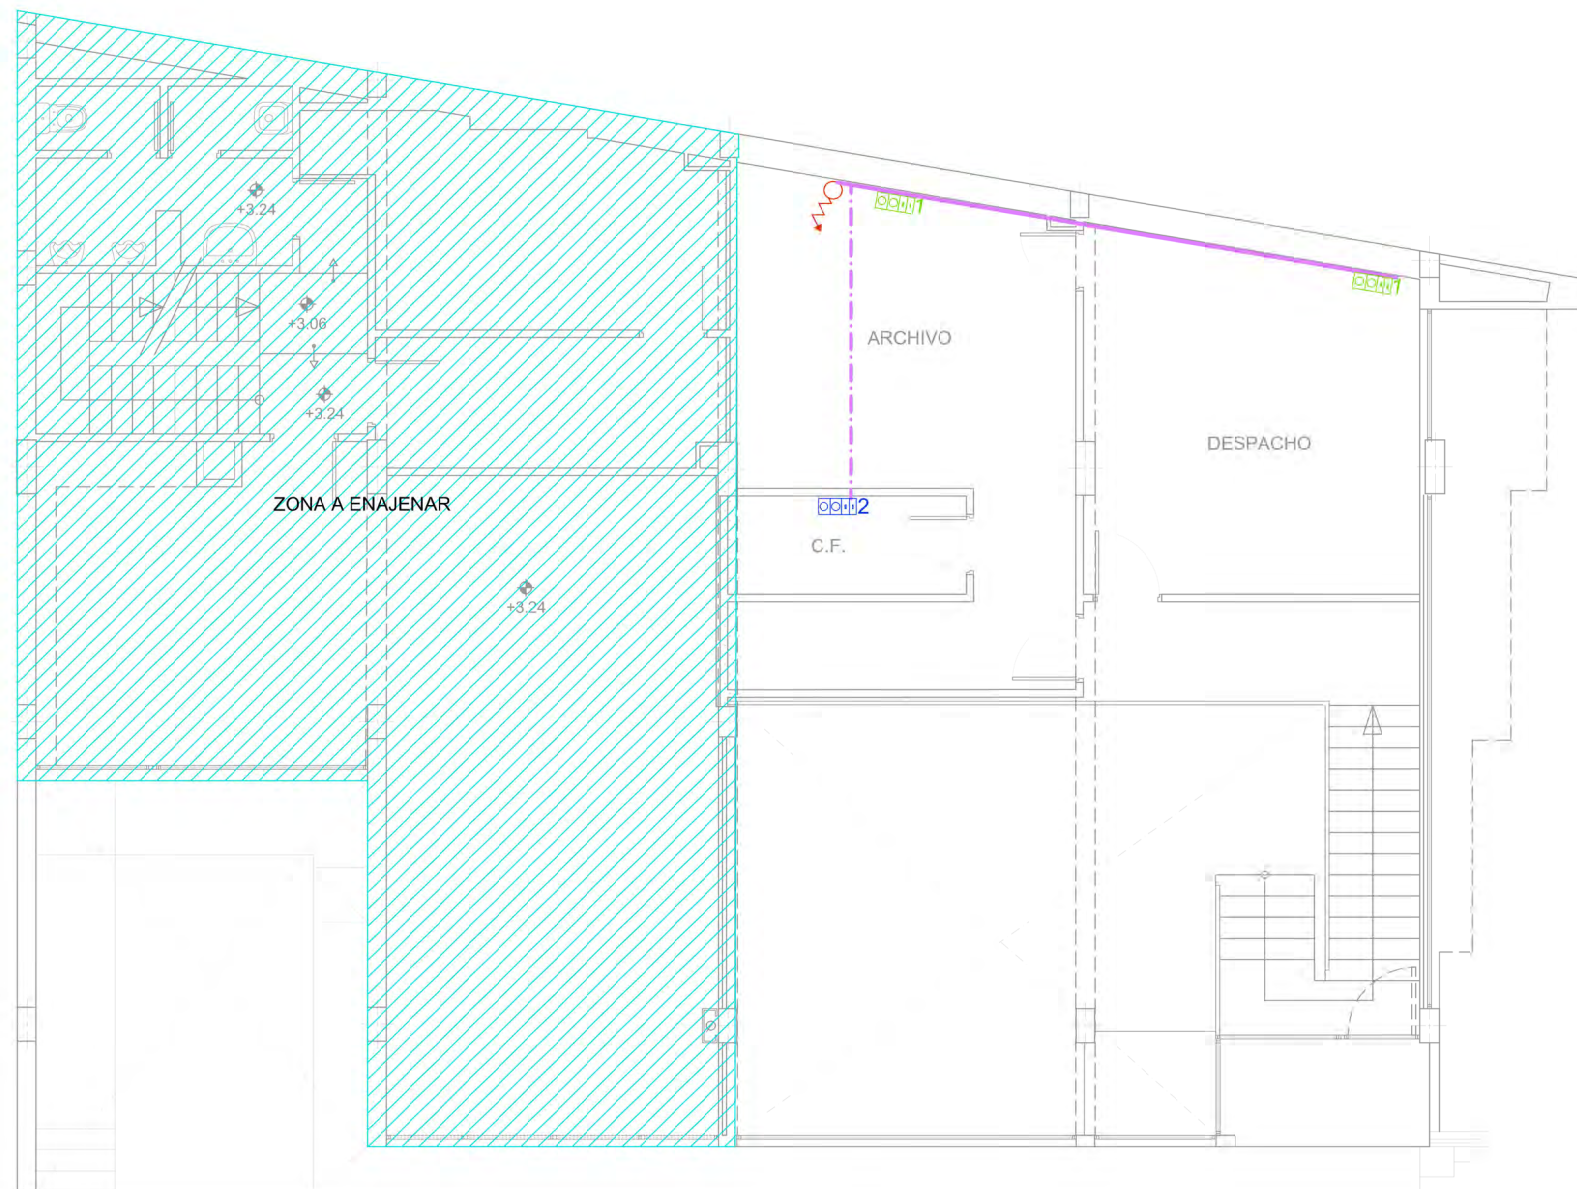 +3.24
1
1
+3.06
ARCHIVO
+3.24
DESPACHO
ZONA A ENAJENAR
2
C.F.
+3.24